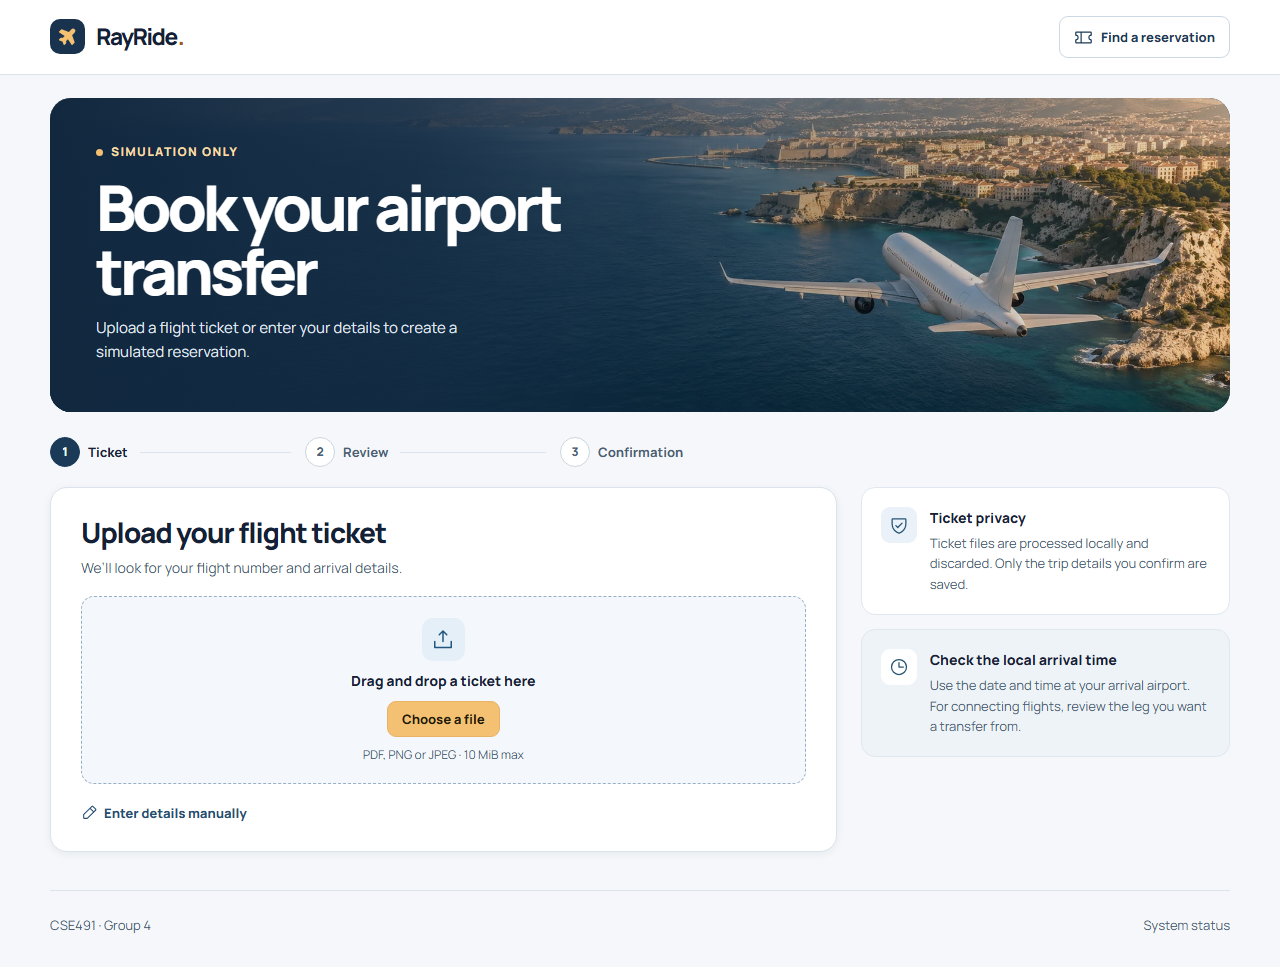 RayRide.
Find a reservation
SIMULATION ONLY
Book your airport
transfer
Upload a flight ticket or enter your details to create a
simulated reservation.
1 Ticket
2 Review
3 Confirmation
Upload your flight ticket
We'll look for your flight number and arrival details.
Drag and drop a ticket here
Choose a file
PDF, PNG or JPEG · 10 MiB max
Enter details manually
Ticket privacy
Ticket files are processed locally and
discarded. Only the trip details you confirm are
saved.
Check the local arrival time
Use the date and time at your arrival airport.
For connecting flights, review the leg you want
a transfer from.
CSE491 · Group 4
System status